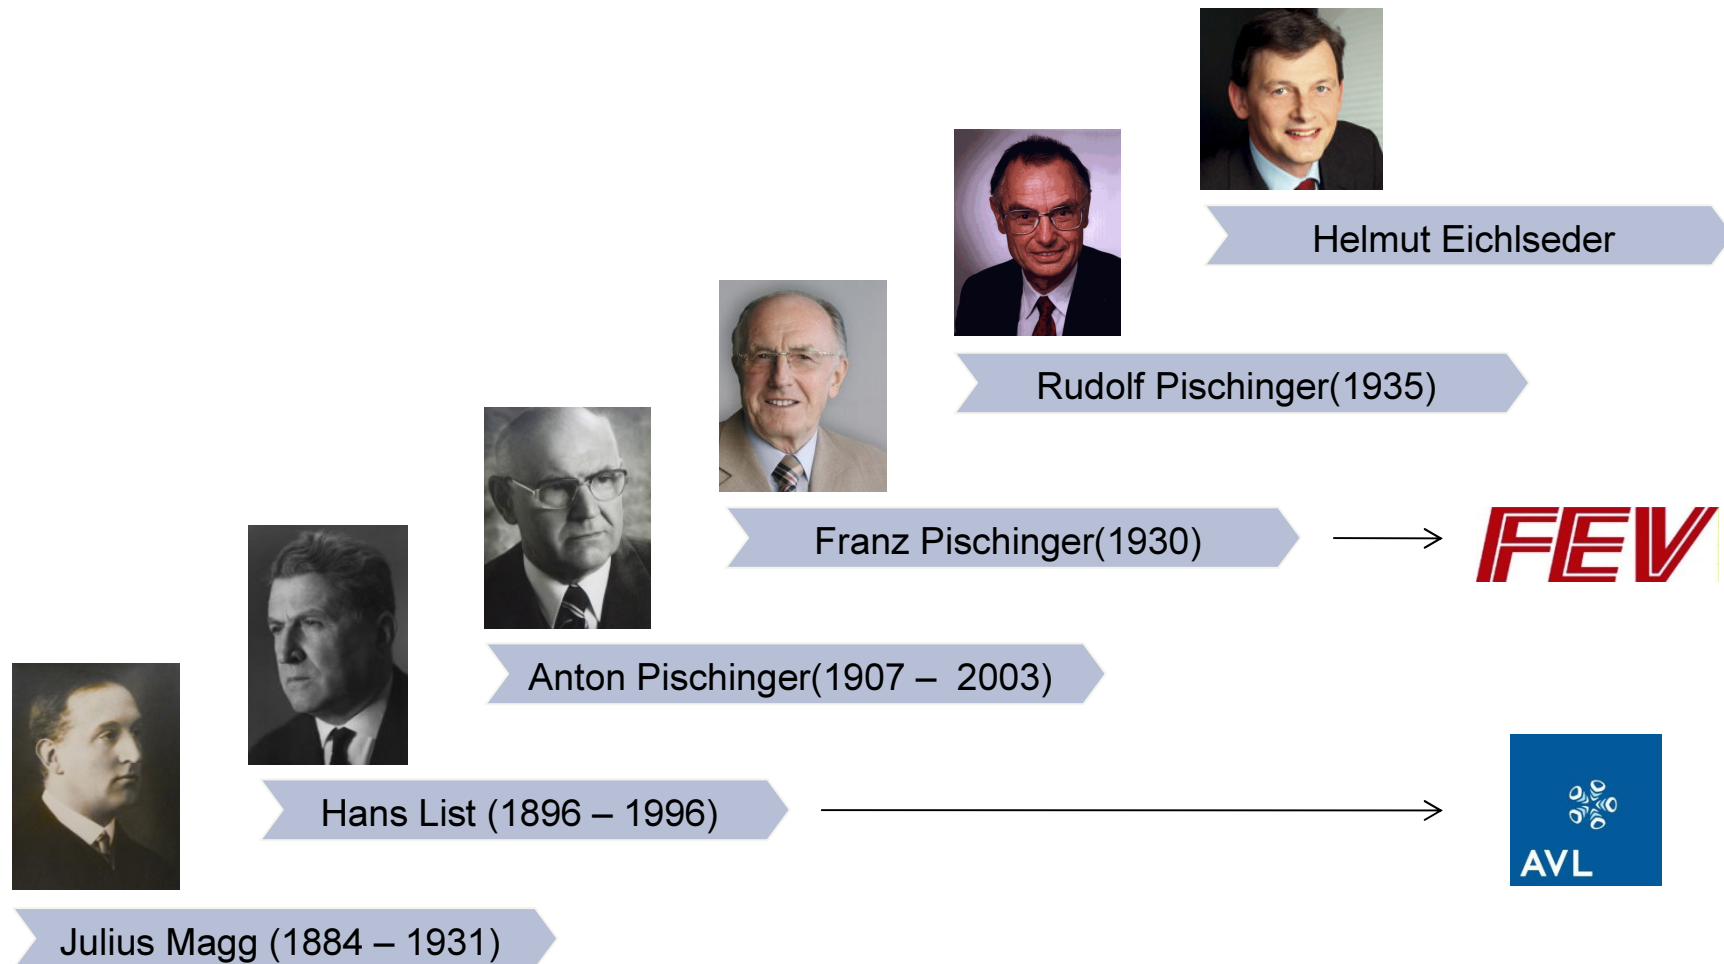 Helmut Eichlseder
Rudolf Pischinger(1935)
Franz Pischinger(1930)
FEV
Anton Pischinger(1907 –  2003)
Hans List (1896 – 1996)
AVL
Julius Magg (1884 – 1931)